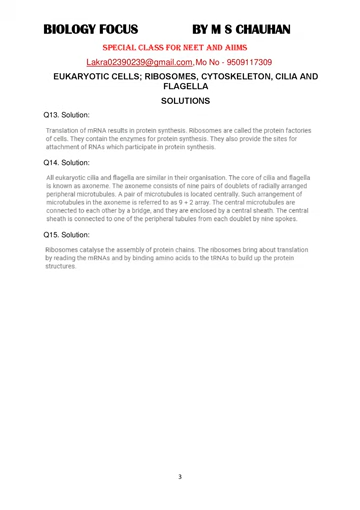 BIOLOGY FOCUS BY M S CHAUHAN
SPECIAL CLASS FOR NEET AND AIIMS
Lakra02390239@gmail.com,Mo No - 9509117309
EUKARYOTIC CELLS; RIBOSOMES, CYTOSKELETON, CILIA AND
FLAGELLA
SOLUTIONS
Q13. Solution:
Translation of mRNA results in protein synthesis. Ribosomes are called the protein factories
of cells. They contain the enzymes for protein synthesis. They also provide the sites for
attachment of RNAs which participate in protein synthesis.
Q14. Solution:
All eukaryotic cilia and flagella are similar in their organisation. The core of cilia and flagella
is known as axoneme. The axoneme consists of nine pairs of doublets of radially arranged
peripheral microtubules. A pair of microtubules is located centrally. Such arrangement of
microtubules in the axoneme is referred to as 9 + 2 array. The central microtubules are
connected to each other by a bridge, and they are enclosed by a central sheath. The central
sheath is connected to one of the peripheral tubules from each doublet by nine spokes.
Q15. Solution:
Ribosomes catalyse the assembly of protein chains. The ribosomes bring about translation
by reading the mRNAs and by binding amino acids to the tRNAs to build up the protein
structures.
3